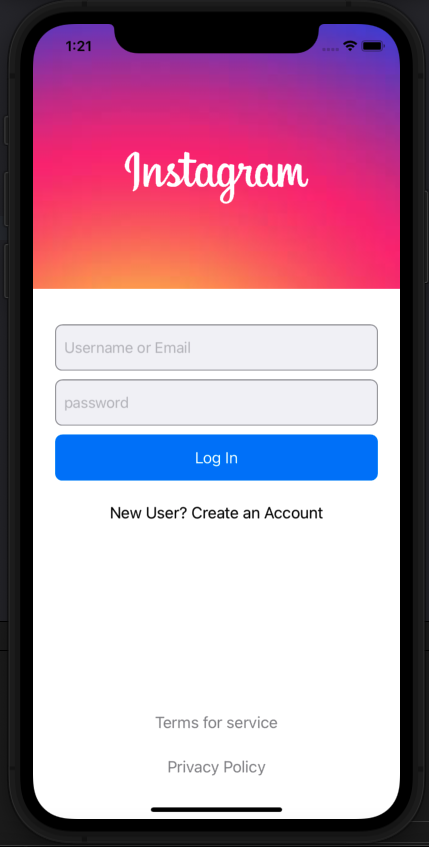 1:21
Instagram
Username or Email
password
Log In
New User? Create an Account
Terms for service
Privacy Policy